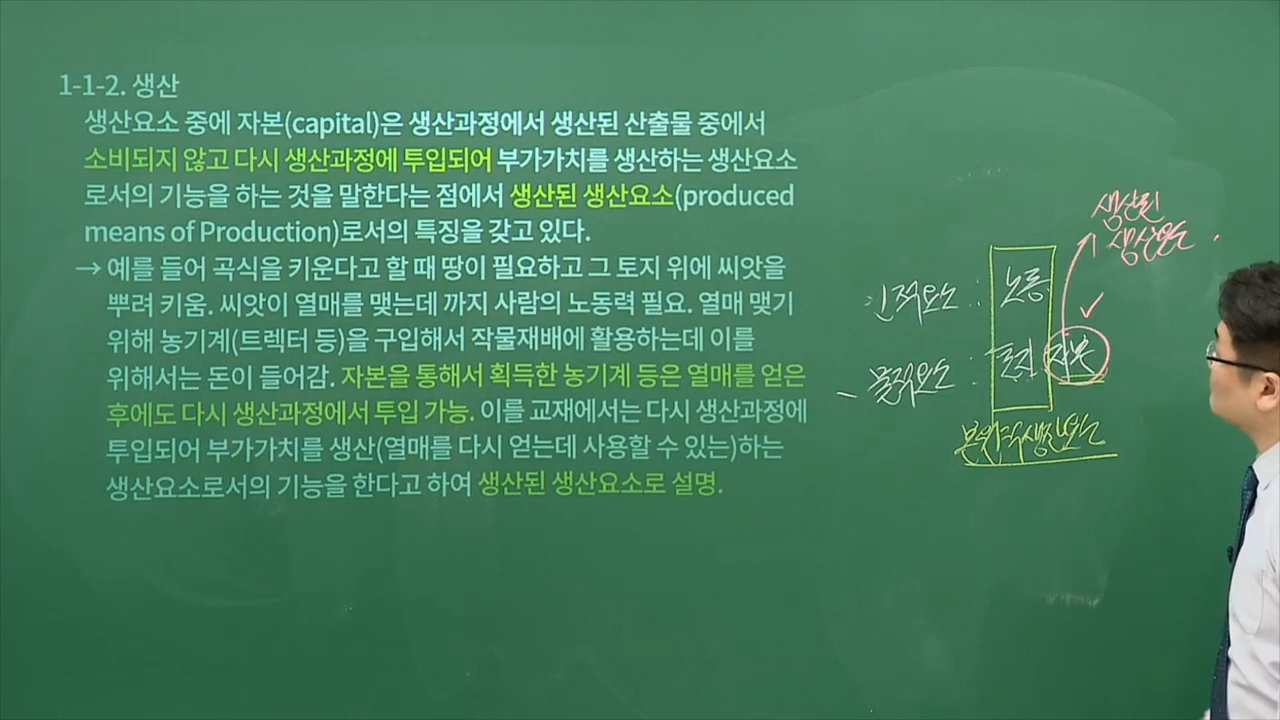 1-1-2. 생산
생산요소 중에 자본(capital)은 생산과정에서 생산된 산출물 중에서
소비되지 않고 다시 생산과정에 투입되어 부가가치를 생산하는 생산요소
로서의 기능을 하는 것을 말한다는 점에서 생산된 생산요소(produced
means of Production)로서의 특징을 갖고 있다.
→ 예를 들어 곡식을 키운다고 할 때 땅이 필요하고 그 토지 위에 씨앗을
뿌려 키움. 씨앗이 열매를 맺는데 까지 사람의 노동력 필요. 열매 맺기
위해 농기계(트렉터 등)을 구입해서 작물재배에 활용하는데 이를
위해서는 돈이 들어감. 자본을 통해서 획득한 농기계 등은 열매를 얻은
후에도 다시 생산과정에서 투입 가능. 이를 교재에서는 다시 생산과정에
투입되어 부가가치를 생산(열매를 다시 얻는데 사용할 수 있는)하는
생산요소로서의 기능을 한다고 하여 생산된 생산요소로 설명.
생산된
생산요소
인적요소 : 노동
물적요소 : 토지 자본
본원적 생산요소